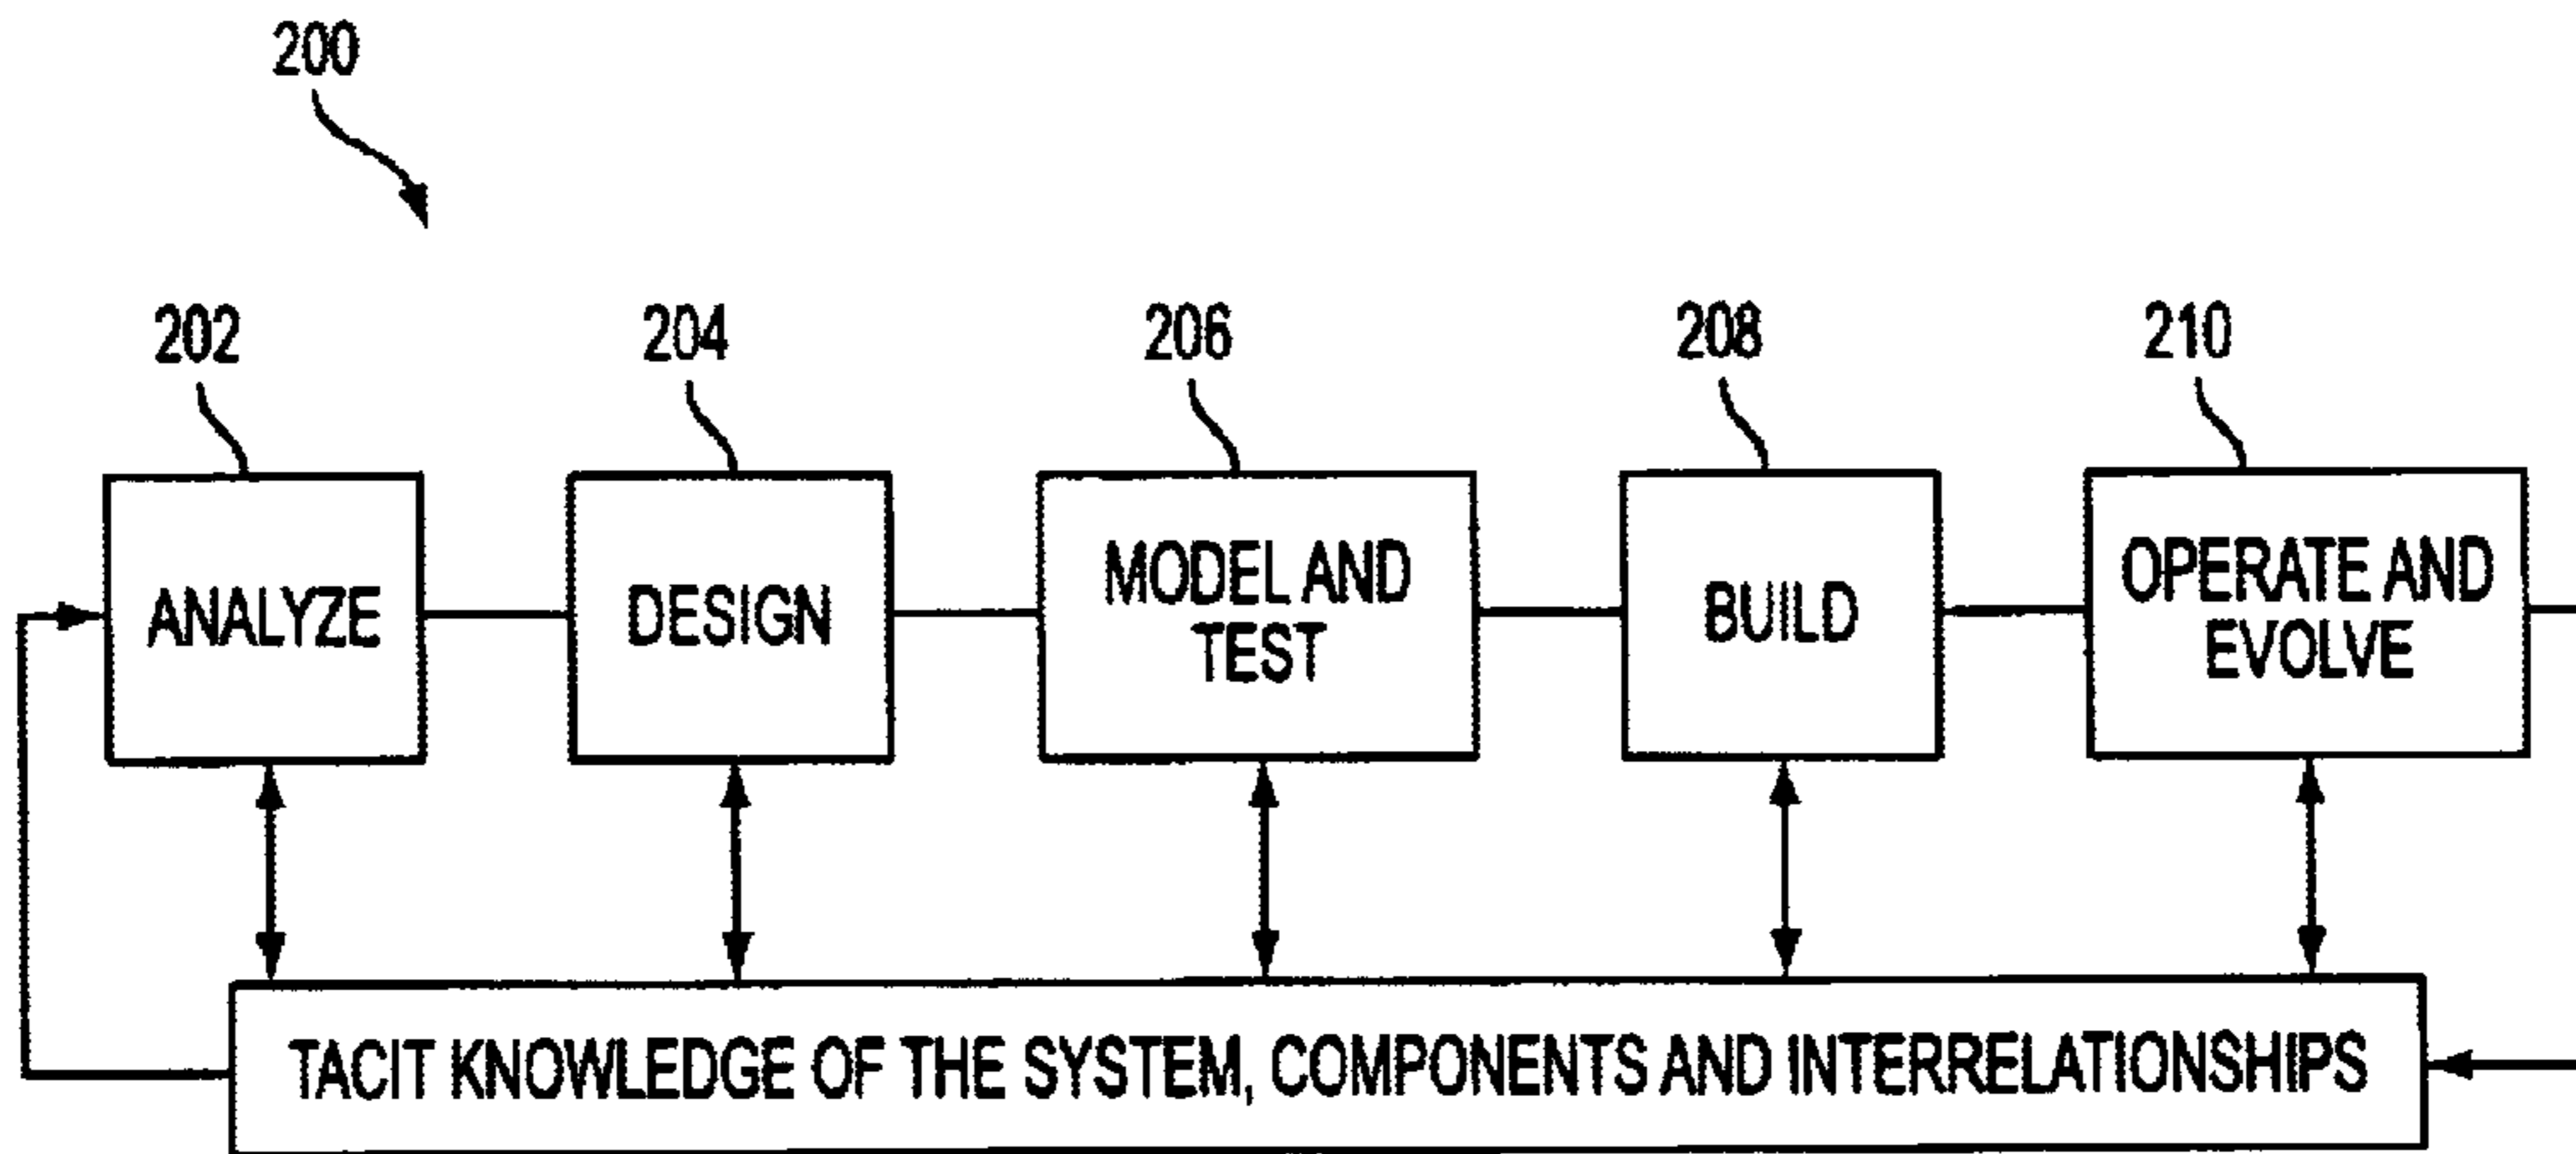 200
202
204
206
208
210
ANALYZE
DESIGN
MODEL AND
TEST
BUILD
OPERATE AND
EVOLVE
TACIT KNOWLEDGE OF THE SYSTEM, COMPONENTS AND INTERRELATIONSHIPS